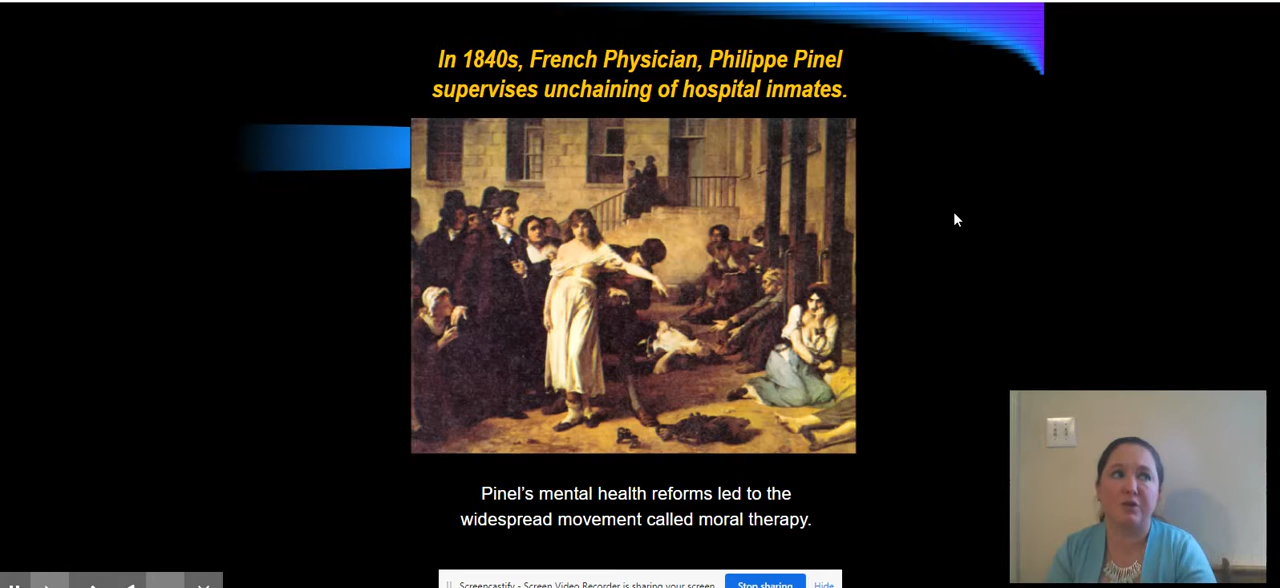 In 1840s, French Physician, Philippe Pinel
supervises unchaining of hospital inmates.
Pinel's mental health reforms led to the
widespread movement called moral therapy.
Screencastify - Screen Video Recorder is sharing your screen. Stop sharing Hide